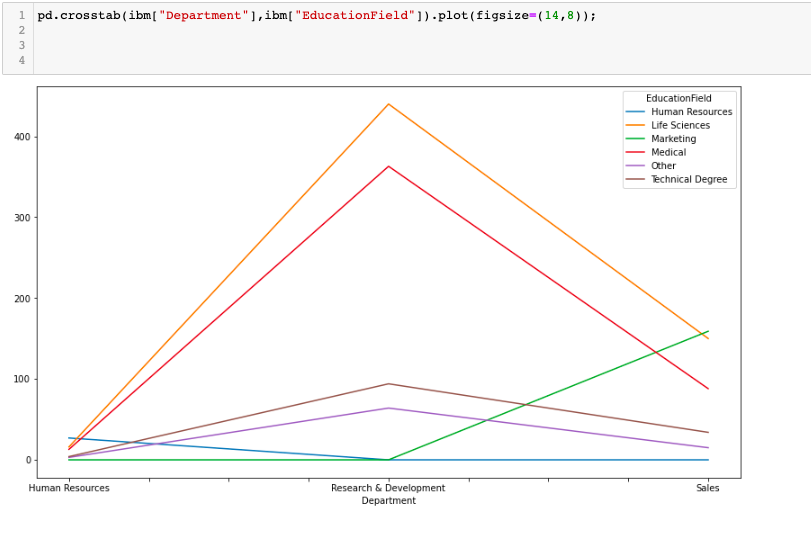 1 pd.crosstab(ibm["Department"],ibm["EducationField"]).plot(figsize=(14,8));
2
3
4
EducationField
Human Resources
Life Sciences
Marketing
Medical
Other
Technical Degree
400
300
200
100
0
Human Resources Research & Development Sales
Department